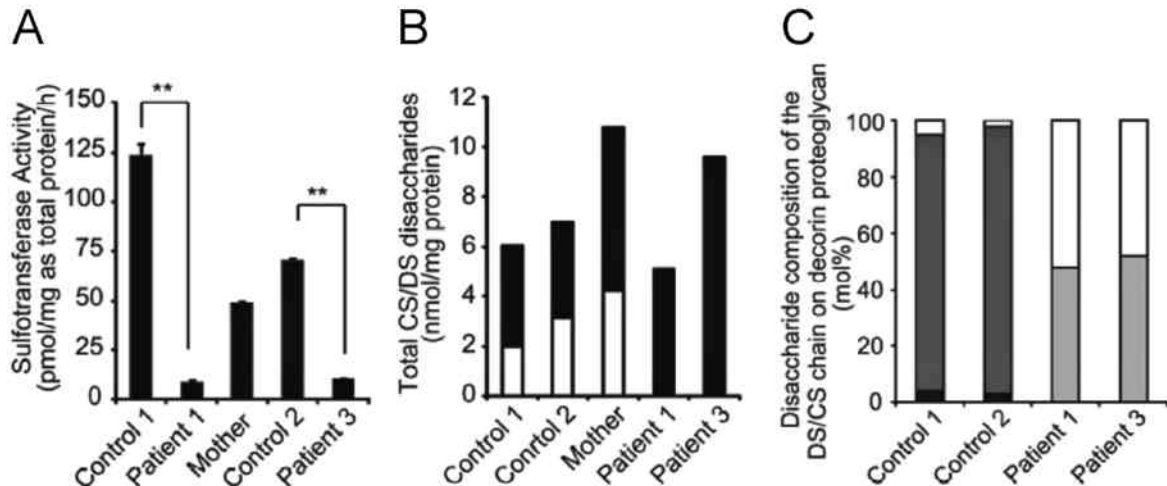 A
Sulfotransferase Activity
(pmol/mg as total protein/h)
150
125
100
75
50
25
0
**
**
Control 1
Patient 1
Mother
Control 2
Patient 3
B
Total CS/DS disaccharides
(nmol/mg protein)
12
10
8
6
4
2
0
Control 1
Conrtol 2
Mother
Patient 1
Patient 3
C
Disaccharide composition of the
DS/CS chain on decorin proteoglycan
(mol%)
100
80
60
40
20
0
Control 1
Control 2
Patient 1
Patient 3